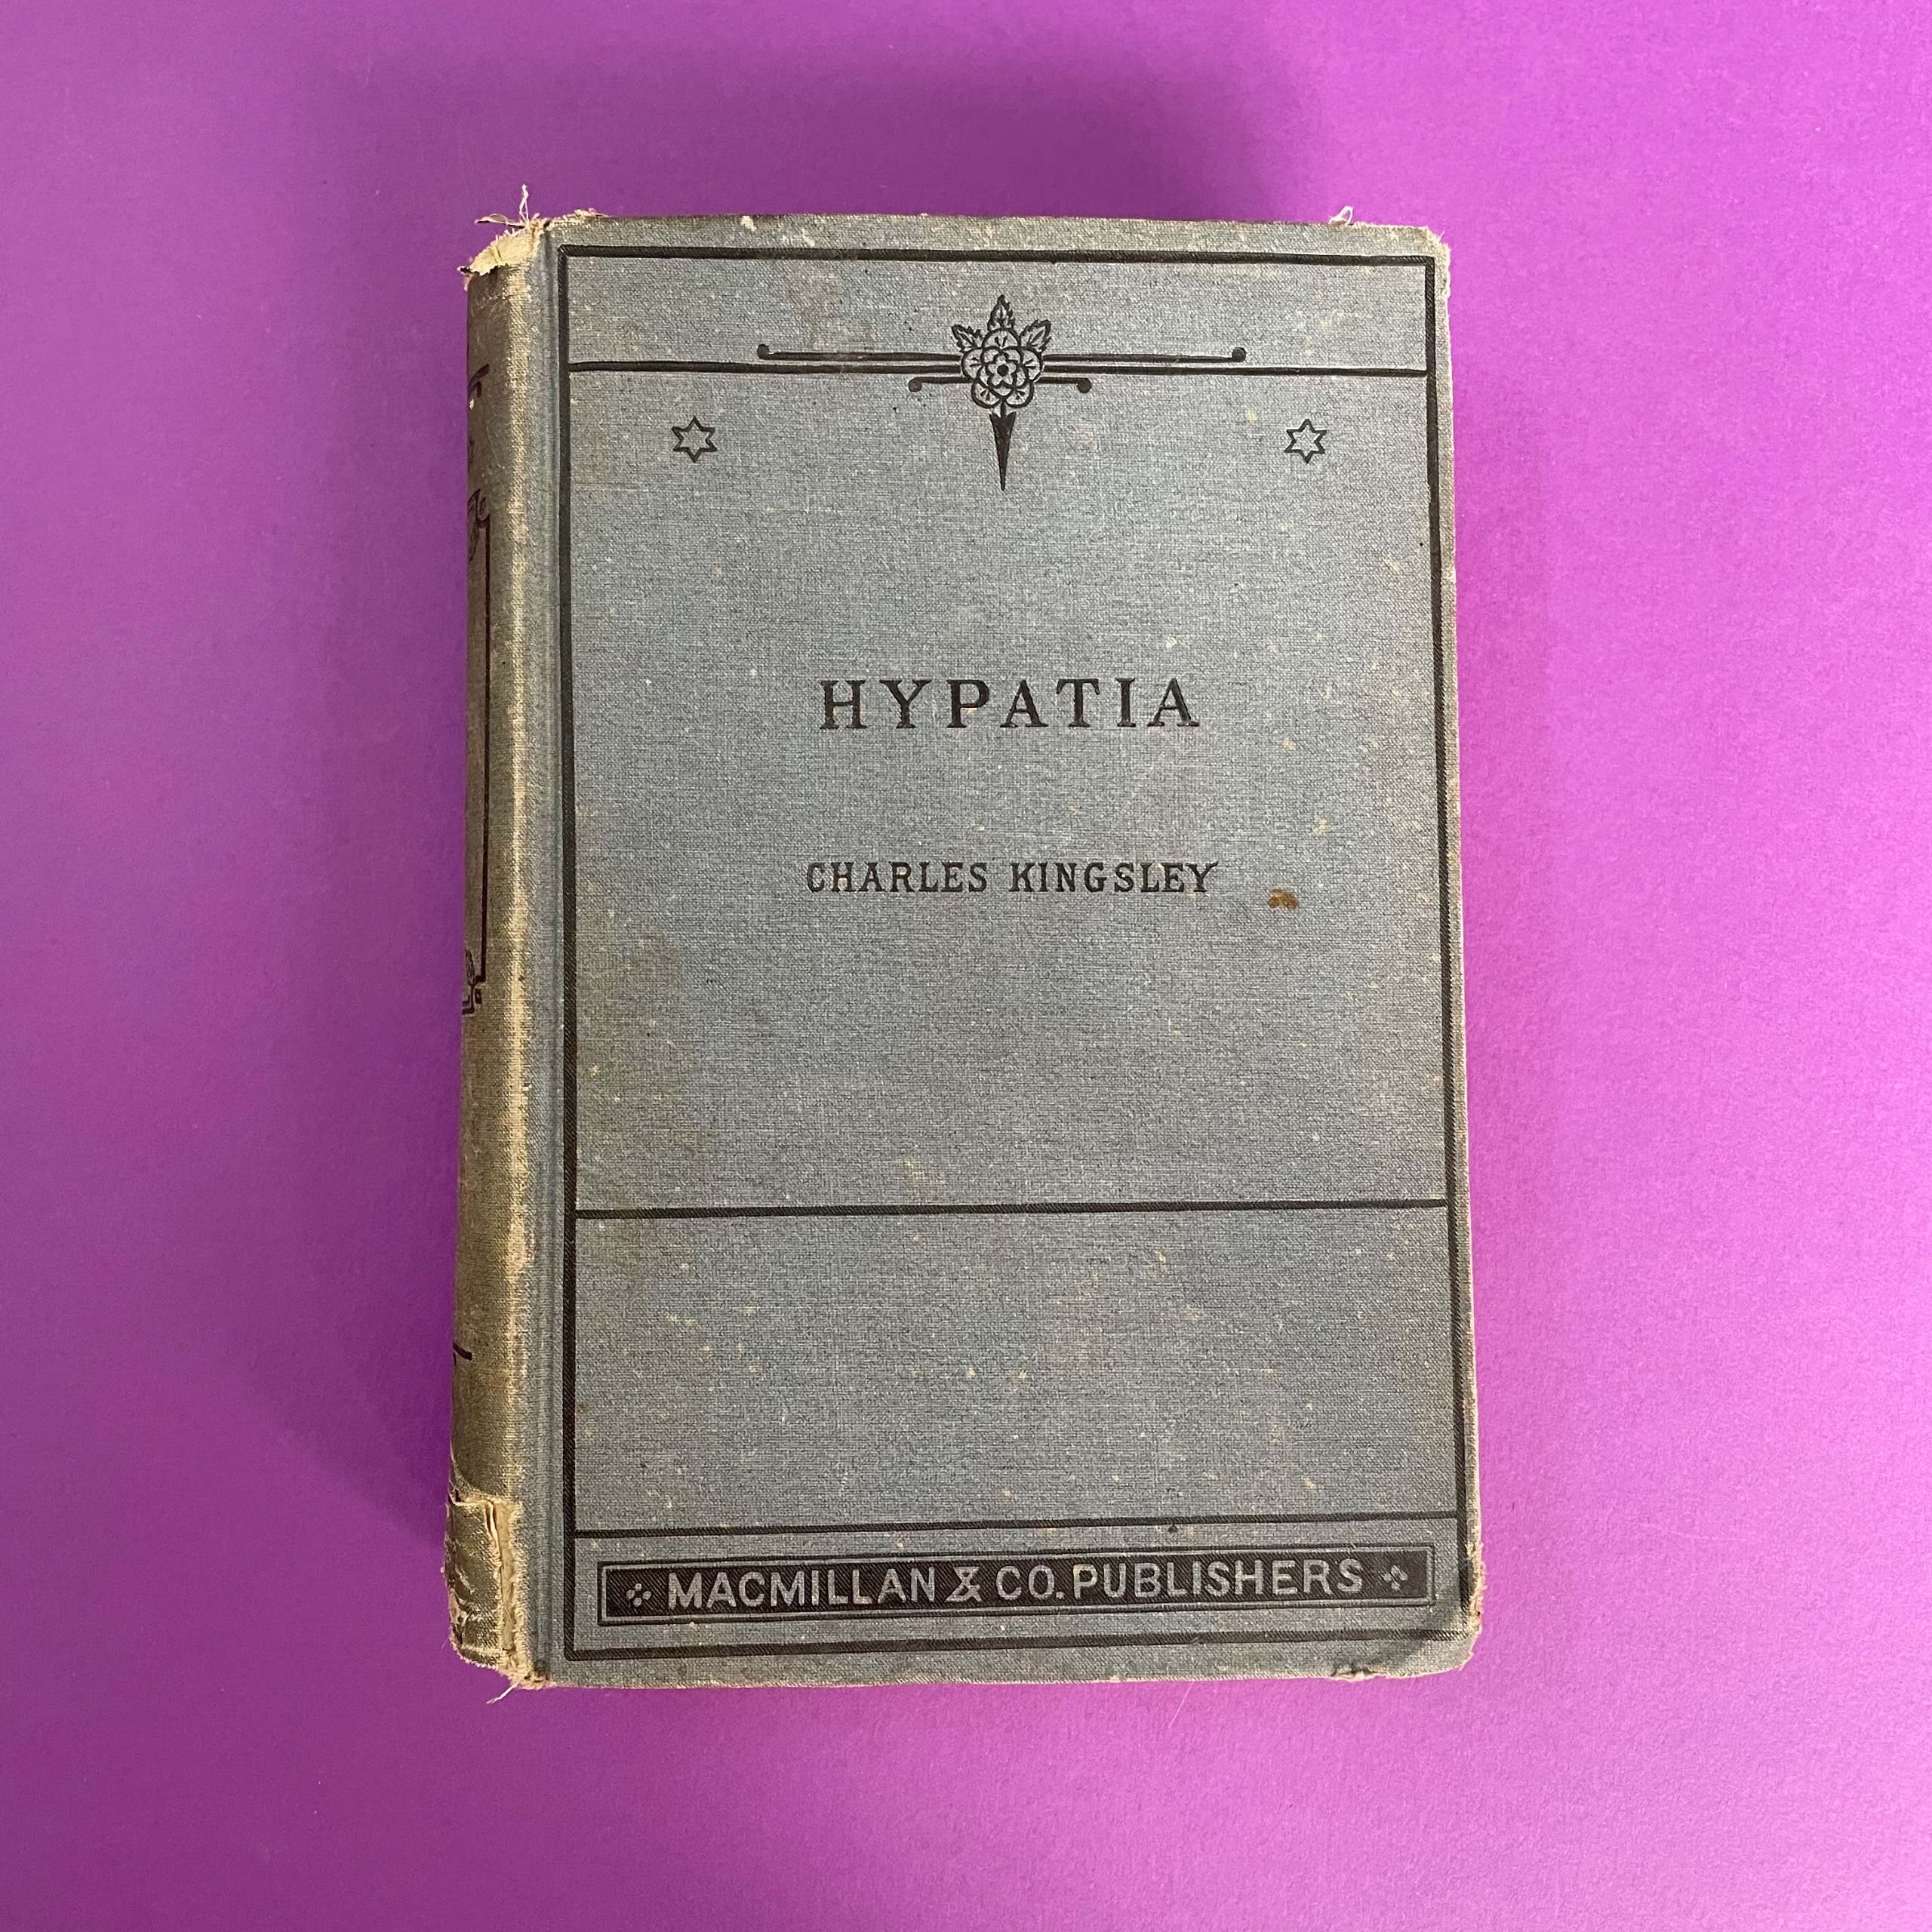 HYPATIA
CHARLES KINGSLEY
MACMILLAN & CO. PUBLISHERS